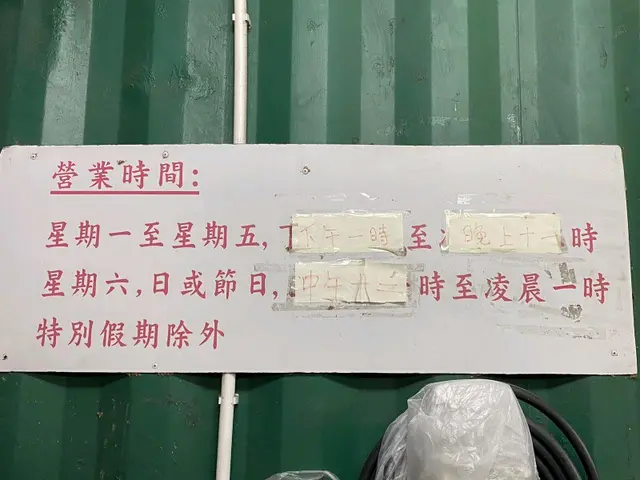 營業時間:
星期一至星期五,下午一時至晚上十一時
星期六,日或節日,中午十二時至凌晨一時
特別假期除外